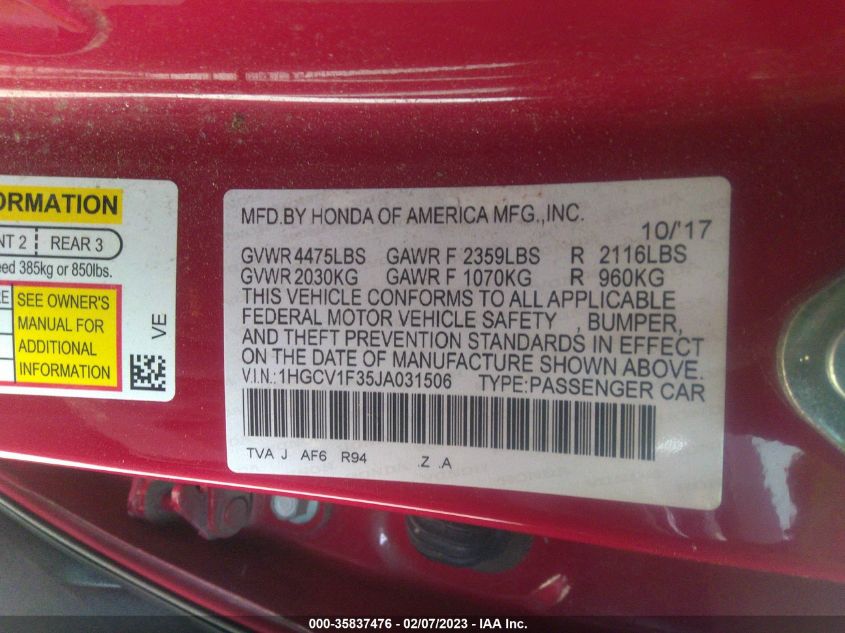 ORMATION
NT 2 REAR 3
eed 385kg or 850lbs.
RE
SEE OWNER'S
MANUAL FOR
ADDITIONAL
INFORMATION
VE
MFD.BY HONDA OF AMERICA MFG.,INC.
10/'17
GVWR 4475LBS GAWR F 2359LBS R 2116LBS
GVWR 2030KG GAWR F 1070KG R 960KG
THIS VEHICLE CONFORMS TO ALL APPLICABLE
FEDERAL MOTOR VEHICLE SAFETY , BUMPER,
AND THEFT PREVENTION STANDARDS IN EFFECT
ON THE DATE OF MANUFACTURE SHOWN ABOVE.
V.I.N.: 1HGCV1F35JA031506 TYPE:PASSENGER CAR
TVA J AF6 R94 .Z .A
000-35837476 - 02/07/2023 - IAA Inc.